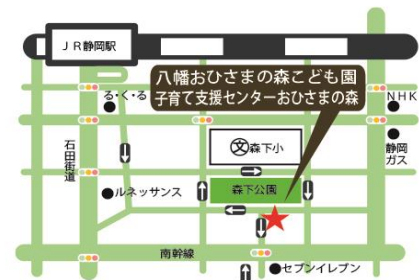 JR静岡駅
八幡おひさまの森こども園
子育て支援センターおひさまの森
る・く・る
NHK
石田街道
文
森下小
静岡
ガス
ルネッサンス
森下公園
南幹線
セブンイレブン